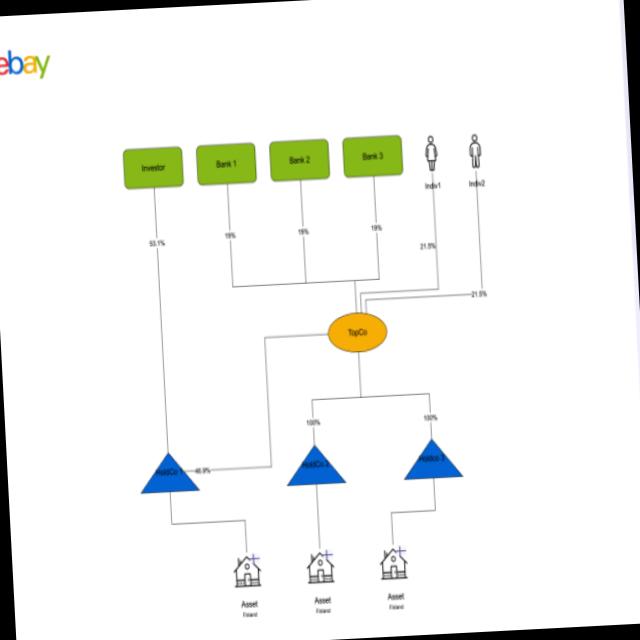 ebay
Investor
Bank 1
Bank 2
Bank 3
Indiv1
Indiv2
53.1%
19%
19%
19%
21.5%
21.5%
TopCo
100%
100%
HoldCo 1
46.9%
HoldCo 2
Holdco 3
Asset
Finland
Asset
Finland
Asset
Finland